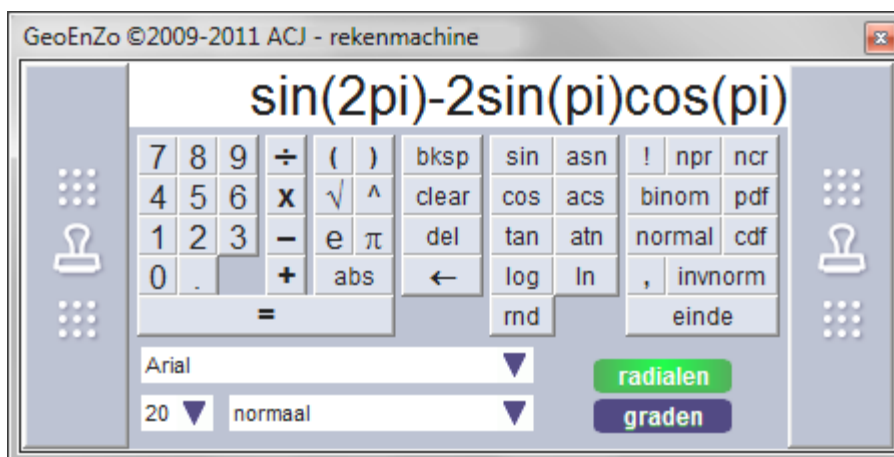 GeoEnZo ©2009-2011 ACJ - rekenmachine
sin(2pi)-2sin(pi)cos(pi)
7 8 9 ÷ ( ) bksp sin asn ! npr ncr
4 5 6 x √ ^ clear cos acs binom pdf
1 2 3 − e π del tan atn normal cdf
0 . + abs ← log ln , invnorm
= rnd einde
Arial
radialen
20 normaal
graden